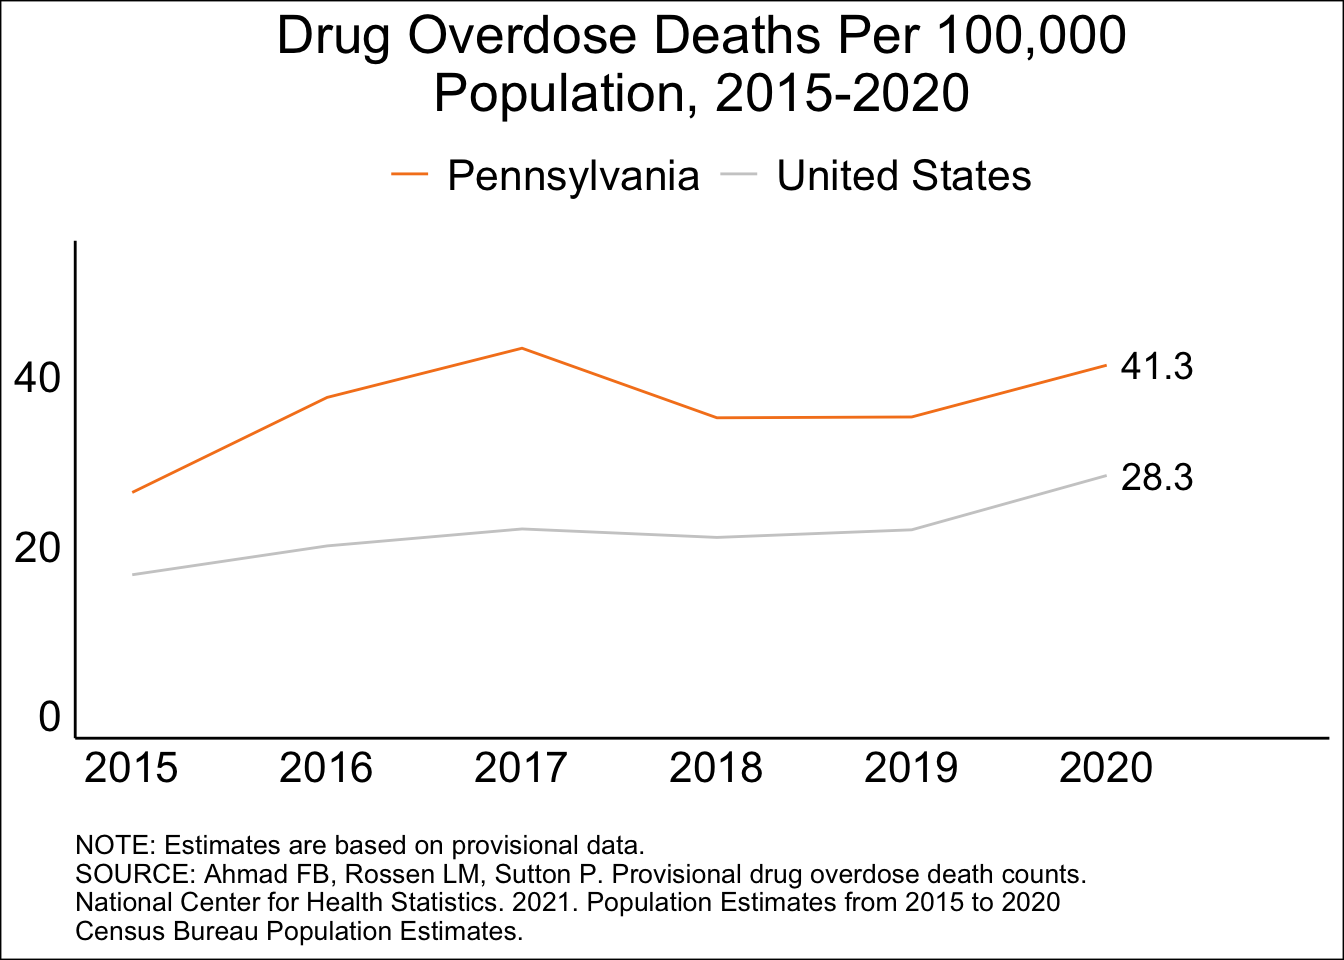 Drug Overdose Deaths Per 100,000
Population, 2015-2020
Pennsylvania United States
40
20
0
41.3
28.3
2015 2016 2017 2018 2019 2020
NOTE: Estimates are based on provisional data.
SOURCE: Ahmad FB, Rossen LM, Sutton P. Provisional drug overdose death counts.
National Center for Health Statistics. 2021. Population Estimates from 2015 to 2020
Census Bureau Population Estimates.